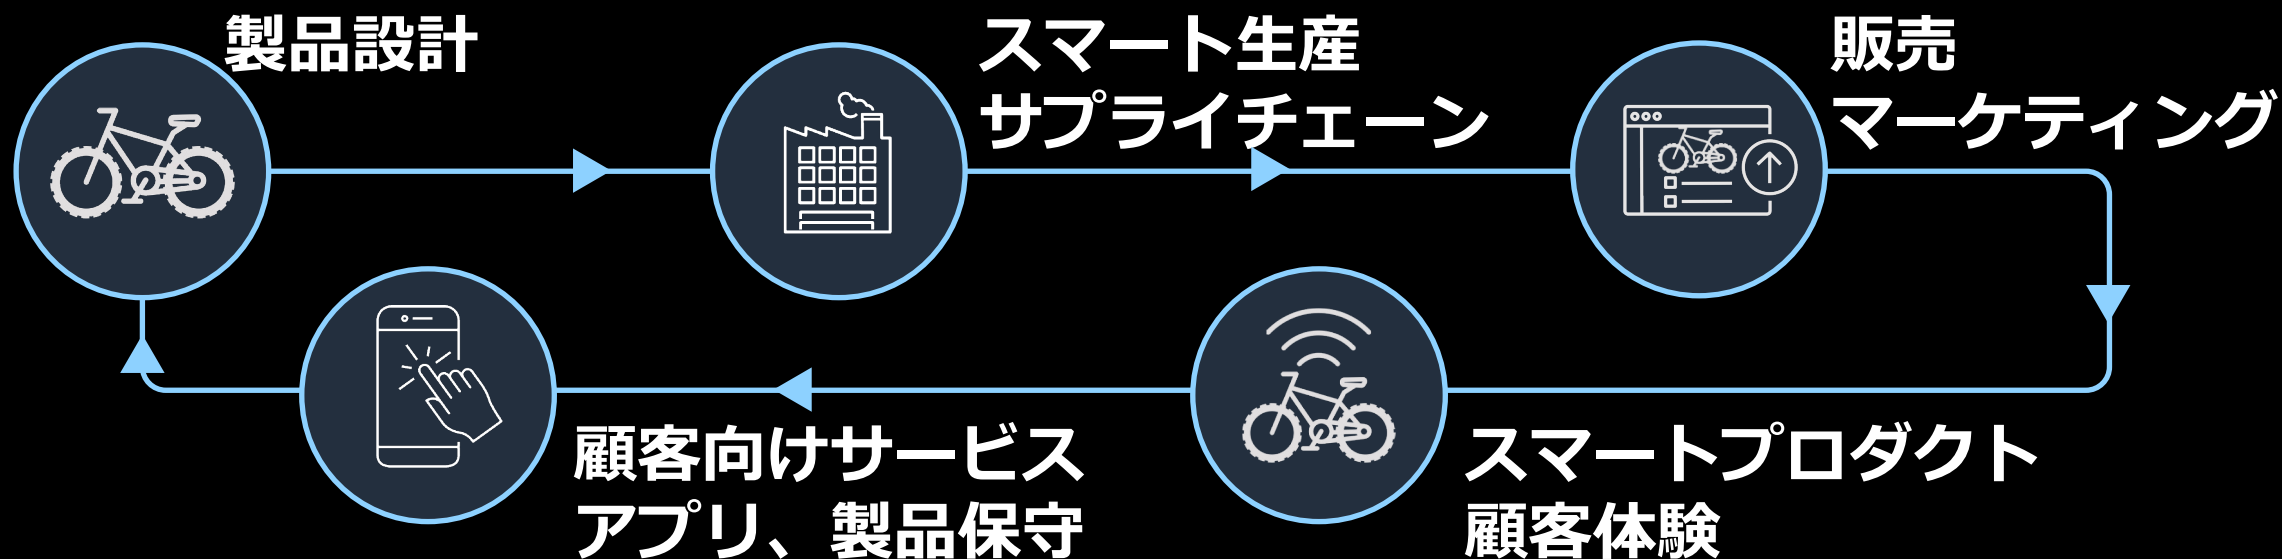 製品設計
スマート生産
サプライチェーン
販売
マーケティング
顧客向けサービス
アプリ、製品保守
スマートプロダクト
顧客体験